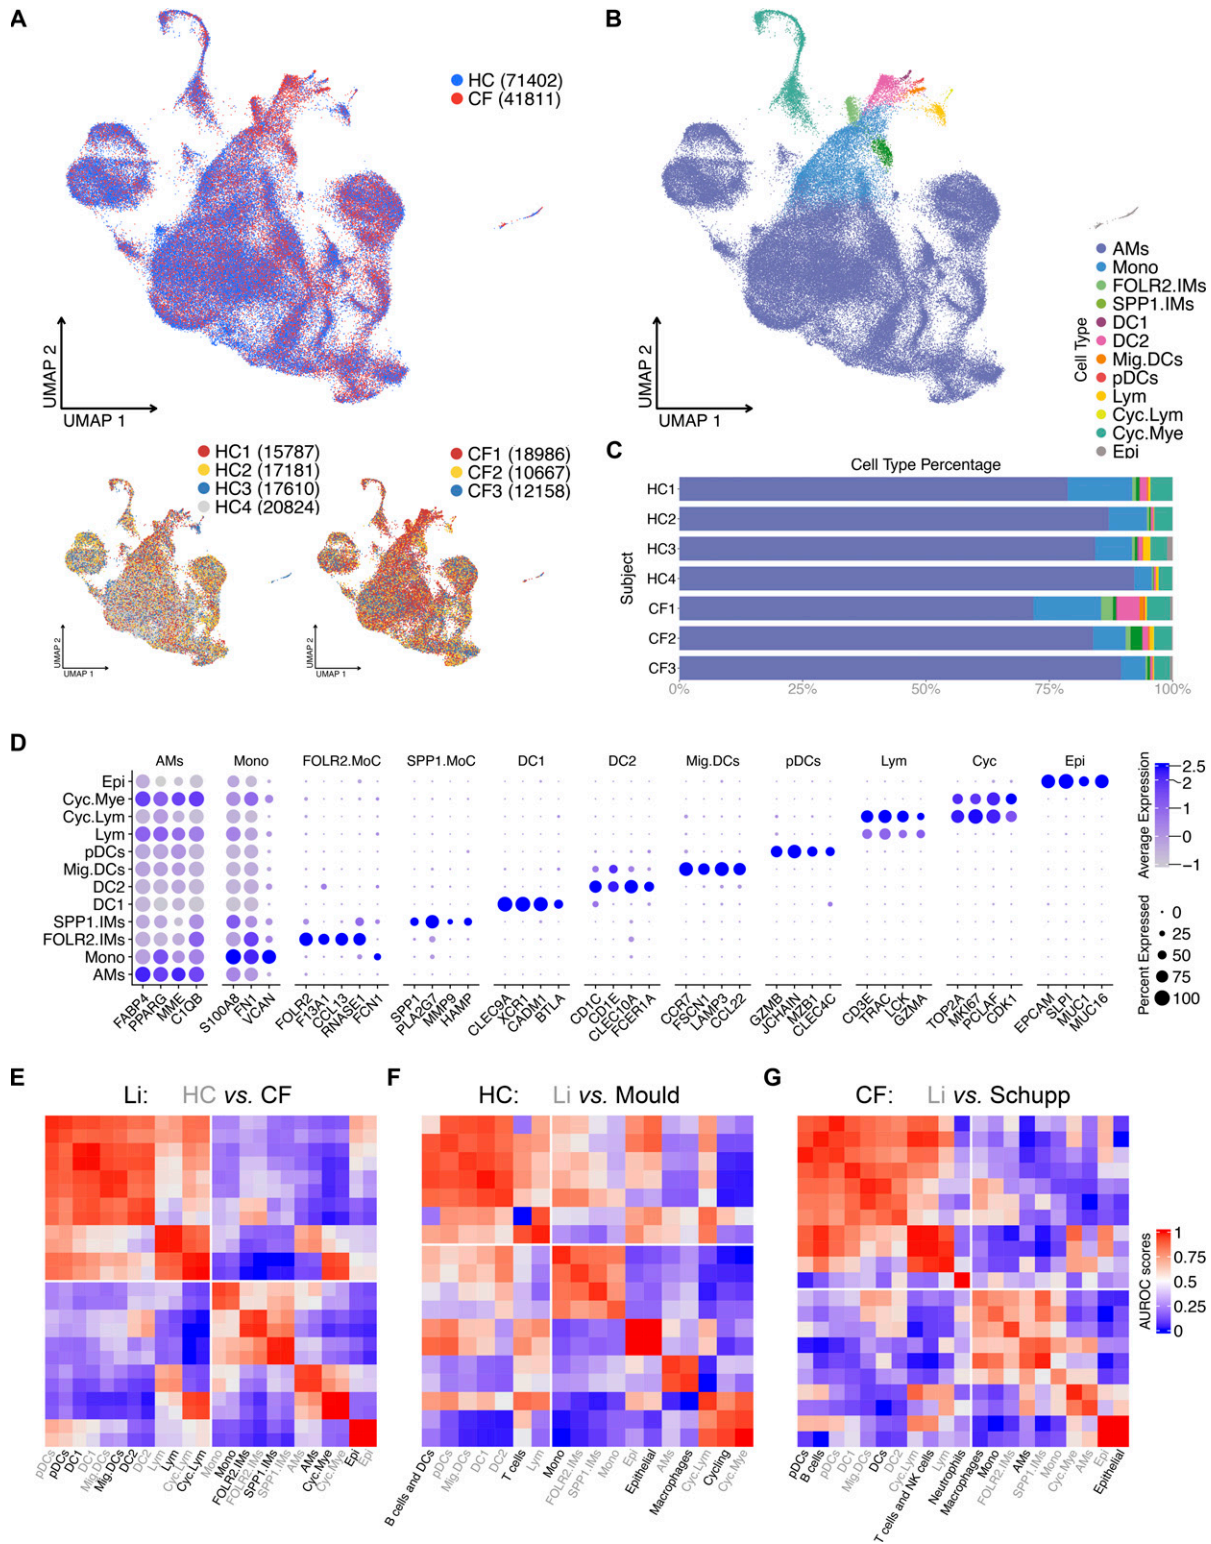 A
HC (71402)
CF (41811)
UMAP 2
UMAP 1
HC1 (15787)
HC2 (17181)
HC3 (17610)
HC4 (20824)
UMAP 2
UMAP 1
CF1 (18986)
CF2 (10667)
CF3 (12158)
UMAP 2
UMAP 1
B
UMAP 2
UMAP 1
Cell Type
AMs
Mono
FOLR2.IMs
SPP1.IMs
DC1
DC2
Mig.DCs
pDCs
Lym
Cyc.Lym
Cyc.Mye
Epi
C
Cell Type Percentage
Subject
HC1
HC2
HC3
HC4
CF1
CF2
CF3
0% 25% 50% 75% 100%
D
AMs Mono FOLR2.MoC SPP1.MoC DC1 DC2 Mig.DCs pDCs Lym Cyc Epi
Epi
Cyc.Mye
Cyc.Lym
Lym
pDCs
Mig.DCs
DC2
DC1
SPP1.IMs
FOLR2.IMs
Mono
AMs
FABP4 PPARG MME C1QB S100A8 FN1 VCAN FOLR2 F13A1 CCL13 RNASE1 FCN1 SPP1 PLA2G7 MMP9 HAMP CLEC9A XCR1 CADM1 BTLA CD1C CD1E CLEC10A FCER1A CCR7 FSCN1 LAMP3 CCL22 GZMB JCHAIN MZB1 CLEC4C CD3E TRAC LCK GZMA TOP2A MKI67 PCLAF CDK1 EPCAM SLPI MUC1 MUC16
Average Expression
2.5
2
1
0
−1
Percent Expressed
0
25
50
75
100
E
Li: HC vs. CF
pDCs pDCs DC1 DC1 Mig.DCs Mig.DCs DC2 DC2 Lym Lym Cyc.Lym Cyc.Lym Mono Mono FOLR2.IMs FOLR2.IMs SPP1.IMs SPP1.IMs AMs AMs Cyc.Mye Cyc.Mye Epi Epi
F
HC: Li vs. Mould
B cells and DCs pDCs Mig.DCs DC1 DC2 T cells Lym Mono FOLR2.IMs SPP1.IMs Mono Epi Epithelial AMs Macrophages Cyc.Lym Cycling Cyc.Mye
G
CF: Li vs. Schupp
pDCs B cells pDCs DC1 Mig.DCs DCs DC2 Cyc.Lym Lym T cells and NK cells Neutrophils Macrophages Mono FOLR2.IMs AMs SPP1.IMs Mono Cyc.Mye AMs Epi Epithelial
AUROC scores
1
0.75
0.5
0.25
0